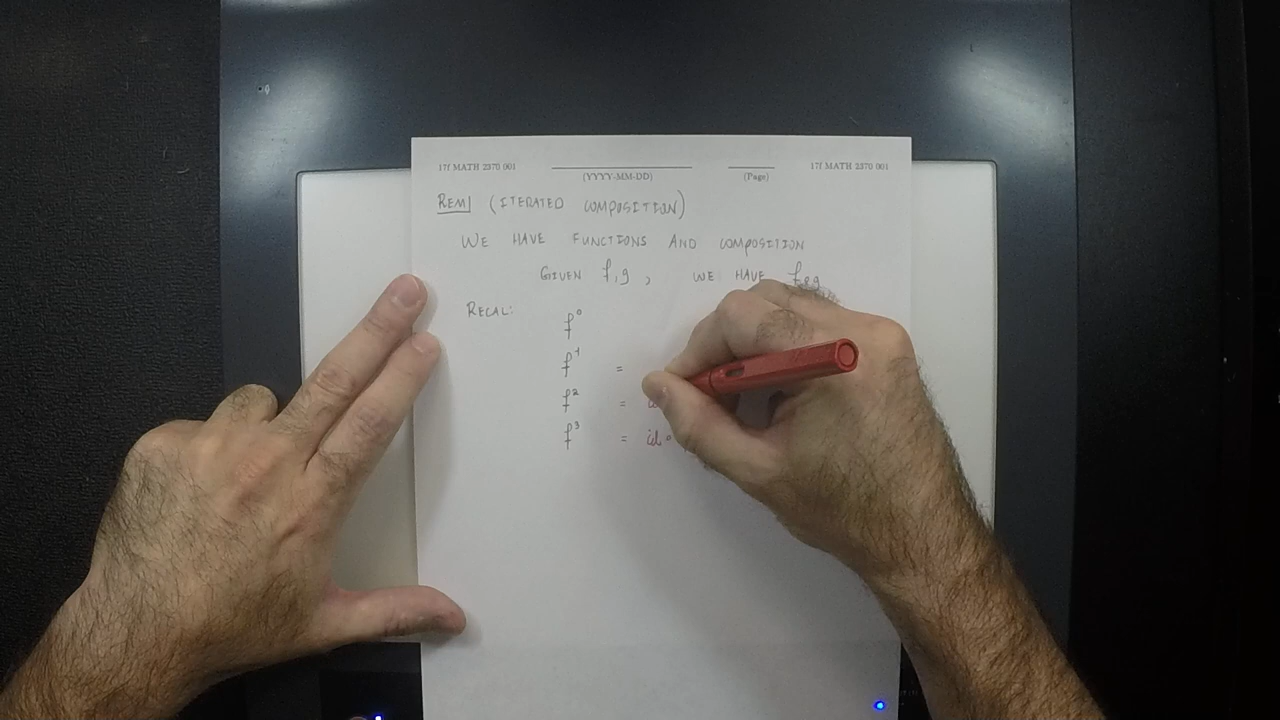 17f MATH 2370 001 (YYYY-MM-DD) (Page) 17f MATH 2370 001
REM (ITERATED COMPOSITION)
WE HAVE FUNCTIONS AND COMPOSITION
GIVEN f,g, WE HAVE f∘g
RECAL: f⁰
f¹ =
f² =
f³ = id∘